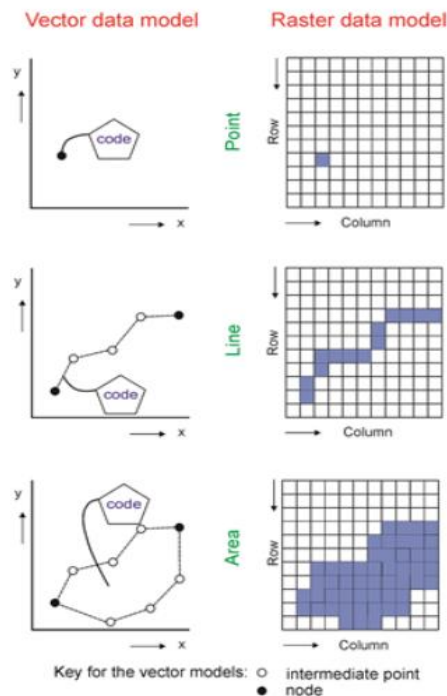 Vector data model
Raster data model
y
code
x
Point
Row
Column
y
code
x
Line
Row
Column
y
code
x
Area
Row
Column
Key for the vector models:
intermediate point
node